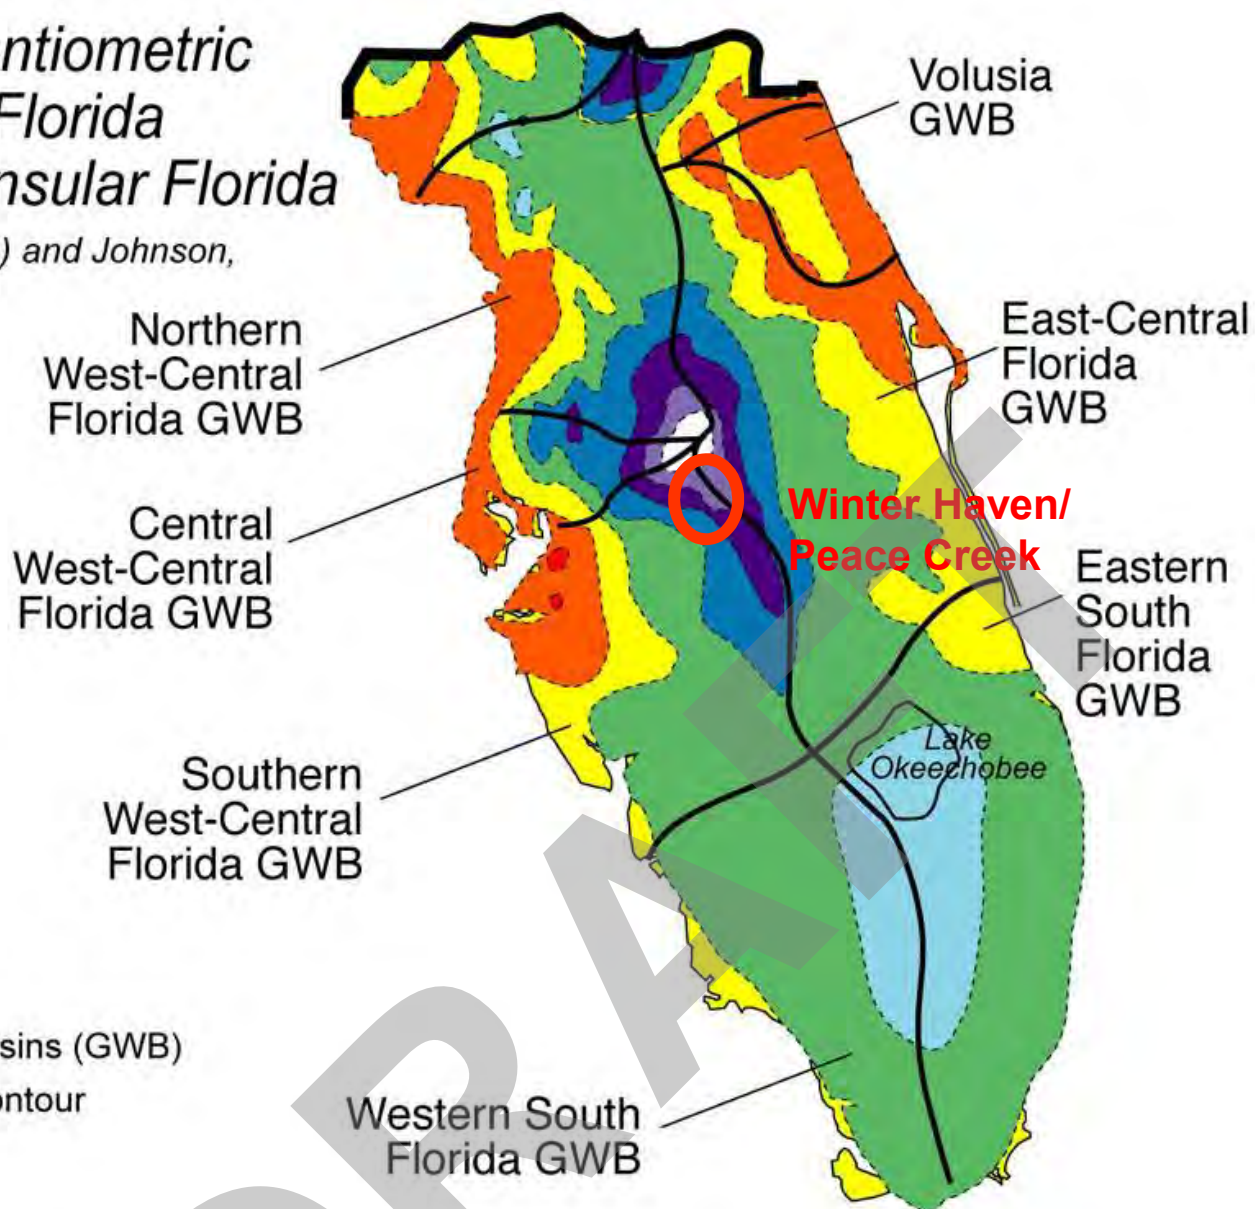 ntiometric
Florida
nsular Florida
) and Johnson,
Volusia
GWB
Northern
West-Central
Florida GWB
East-Central
Florida
GWB
Central
West-Central
Florida GWB
Winter Haven/
Peace Creek
Eastern
South
Florida
GWB
Southern
West-Central
Florida GWB
Lake
Okeechobee
sins (GWB)
ontour
Western South
Florida GWB
DRAFT